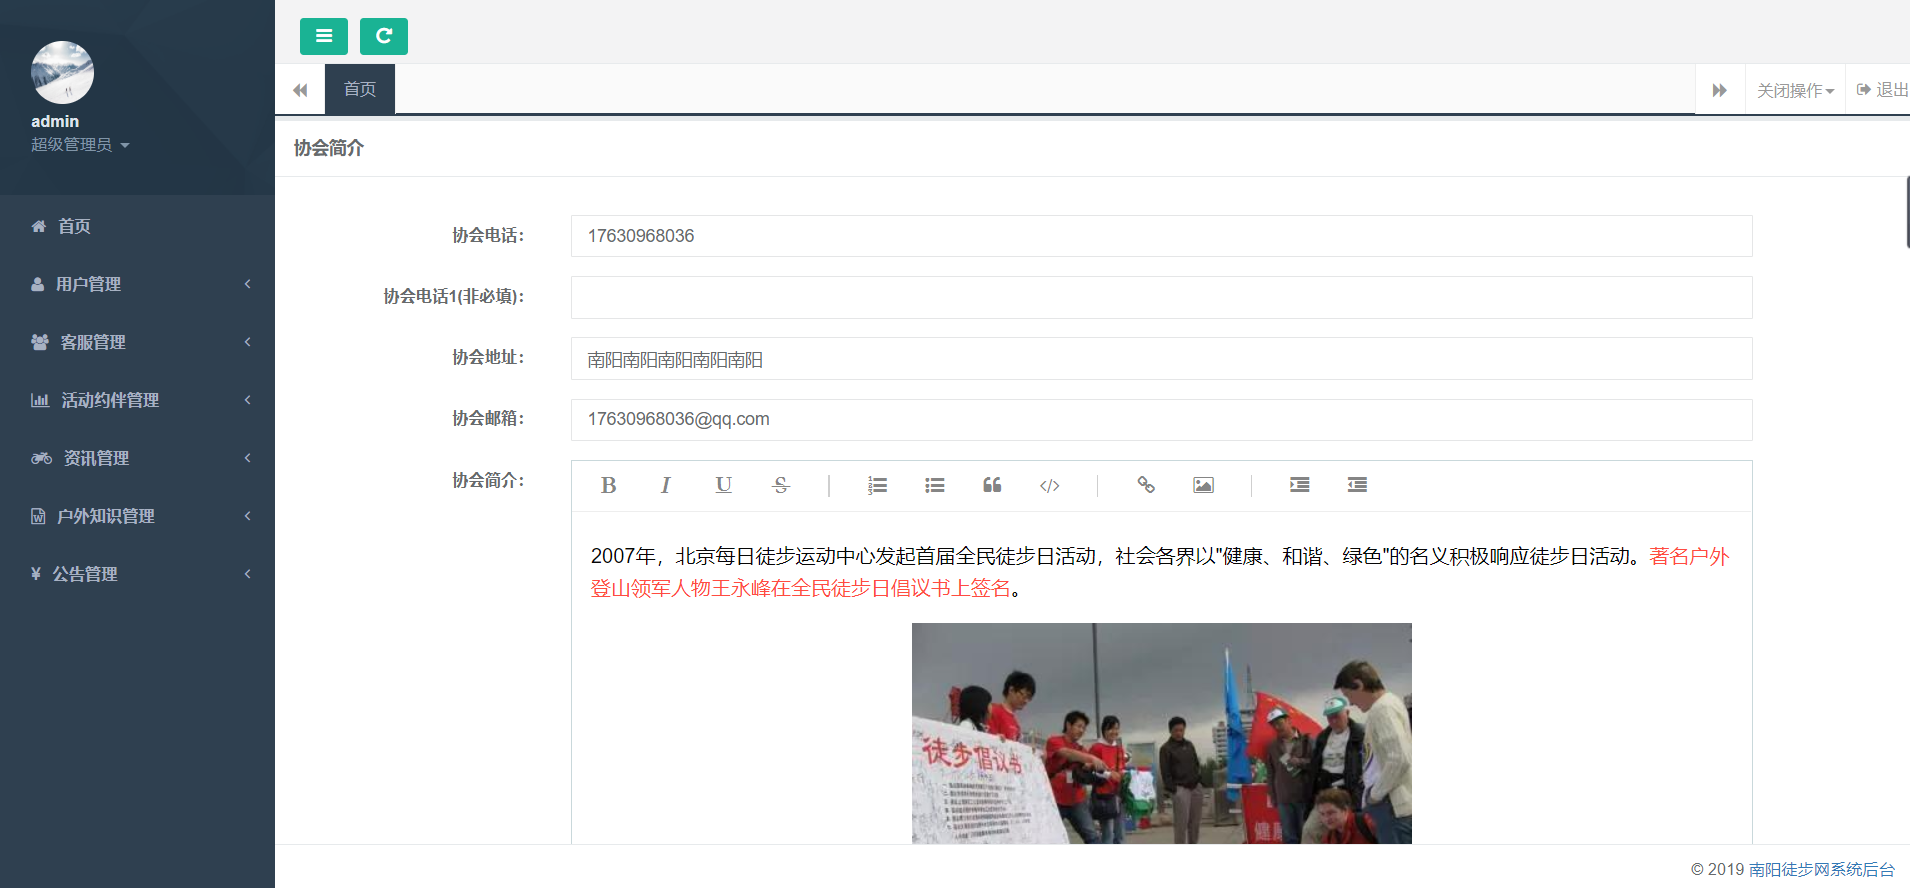 admin
超级管理员
首页
用户管理
客服管理
活动约伴管理
资讯管理
户外知识管理
¥ 公告管理
首页
关闭操作
退出
协会简介
协会电话：
17630968036
协会电话1(非必填)：
协会地址：
南阳南阳南阳南阳南阳
协会邮箱：
17630968036@qq.com
协会简介：
B I U S
2007年，北京每日徒步运动中心发起首届全民徒步日活动，社会各界以"健康、和谐、绿色"的名义积极响应徒步日活动。著名户外
登山领军人物王永峰在全民徒步日倡议书上签名。
徒步倡议书
健
© 2019 南阳徒步网系统后台